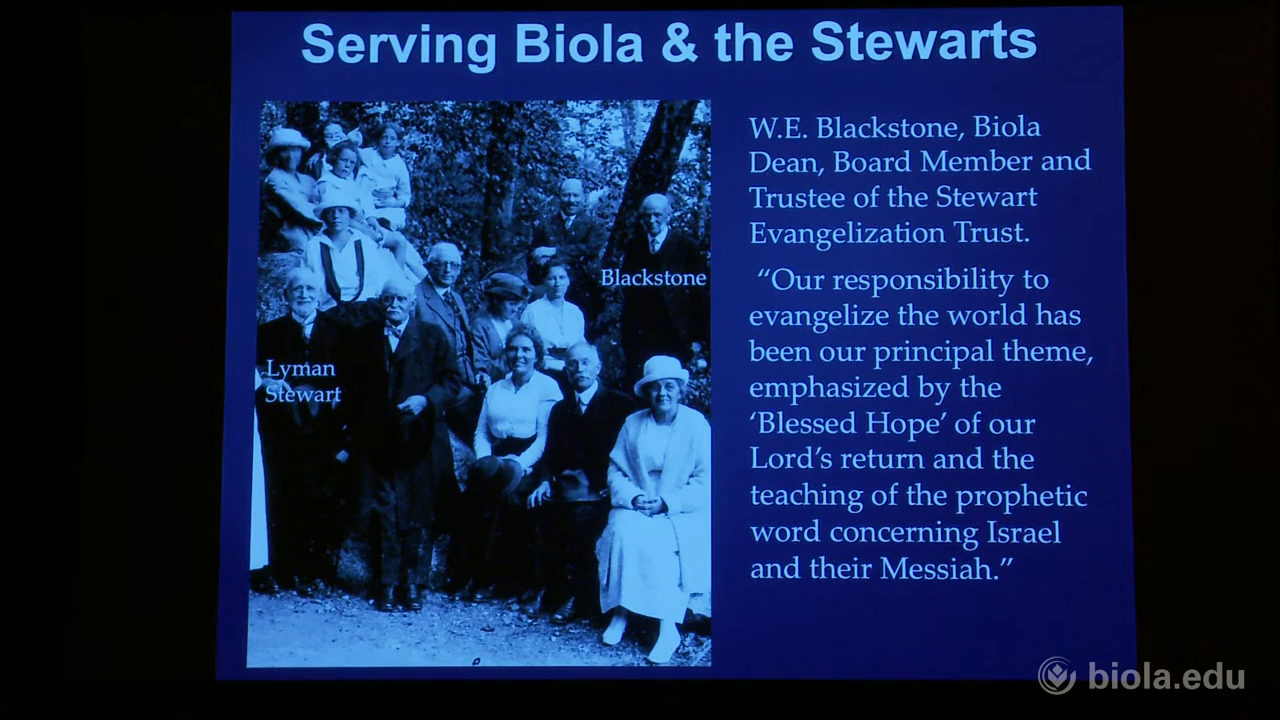 Serving Biola & the Stewarts
Blackstone
Lyman
Stewart
W.E. Blackstone, Biola
Dean, Board Member and
Trustee of the Stewart
Evangelization Trust.
“Our responsibility to
evangelize the world has
been our principal theme,
emphasized by the
‘Blessed Hope’ of our
Lord’s return and the
teaching of the prophetic
word concerning Israel
and their Messiah.”
biola.edu